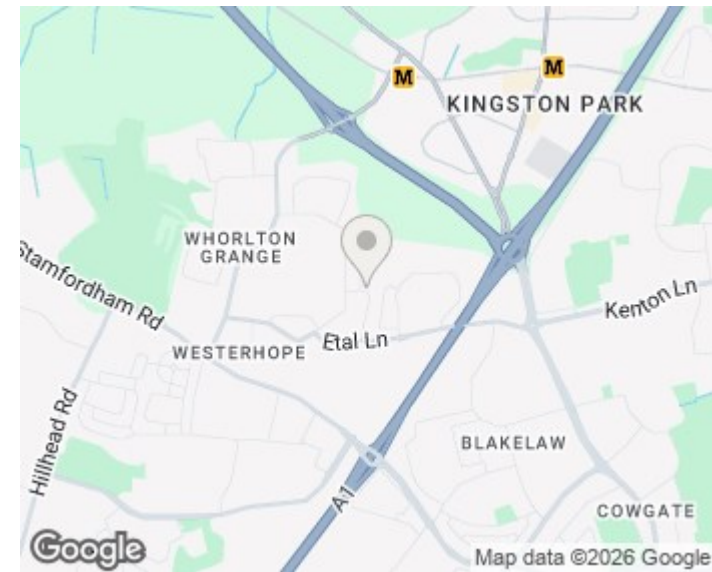 M
M
KINGSTON PARK
WHORLTON
GRANGE
Stamfordham Rd
Kenton Ln
Etal Ln
WESTERHOPE
Hillhead Rd
BLAKELAW
A1
COWGATE
Google
Map data ©2026 Google